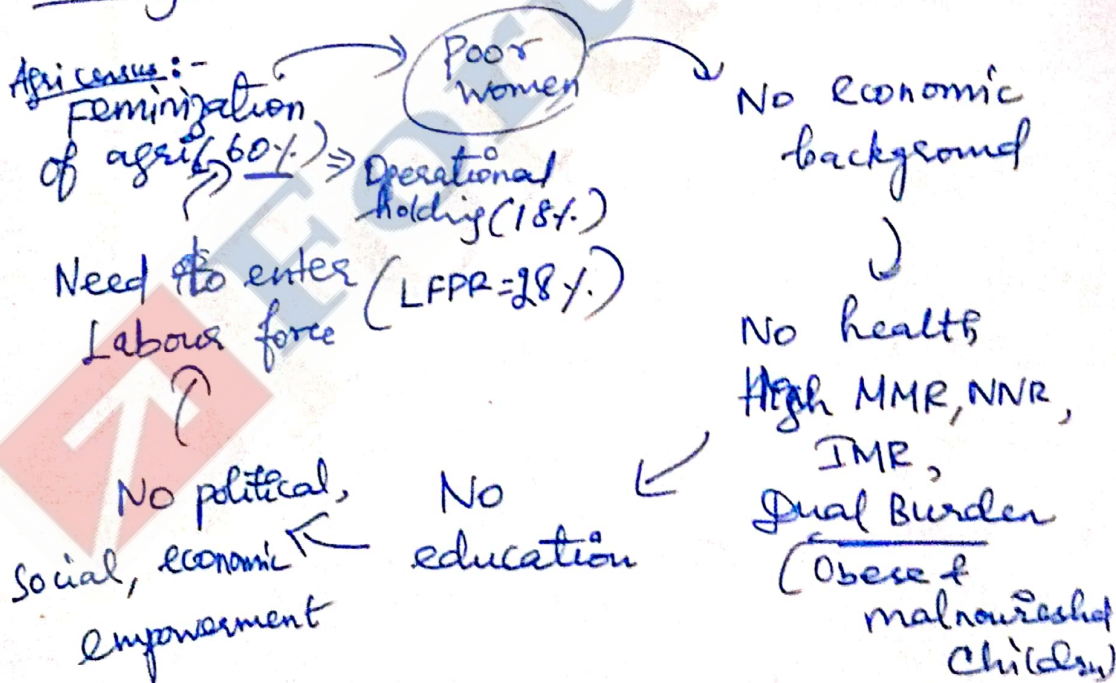 Agri census:-
Feminization
of agri (60%) ⇒ Operational
holding (18%)
Poor
women
No economic
background
No health,
High MMR, NNR,
IMR,
Dual Burden
(Obese &
malnourished
Children)
No
education
No political,
social, economic
empowerment
Need to enter (LFPR=28%)
Labour force